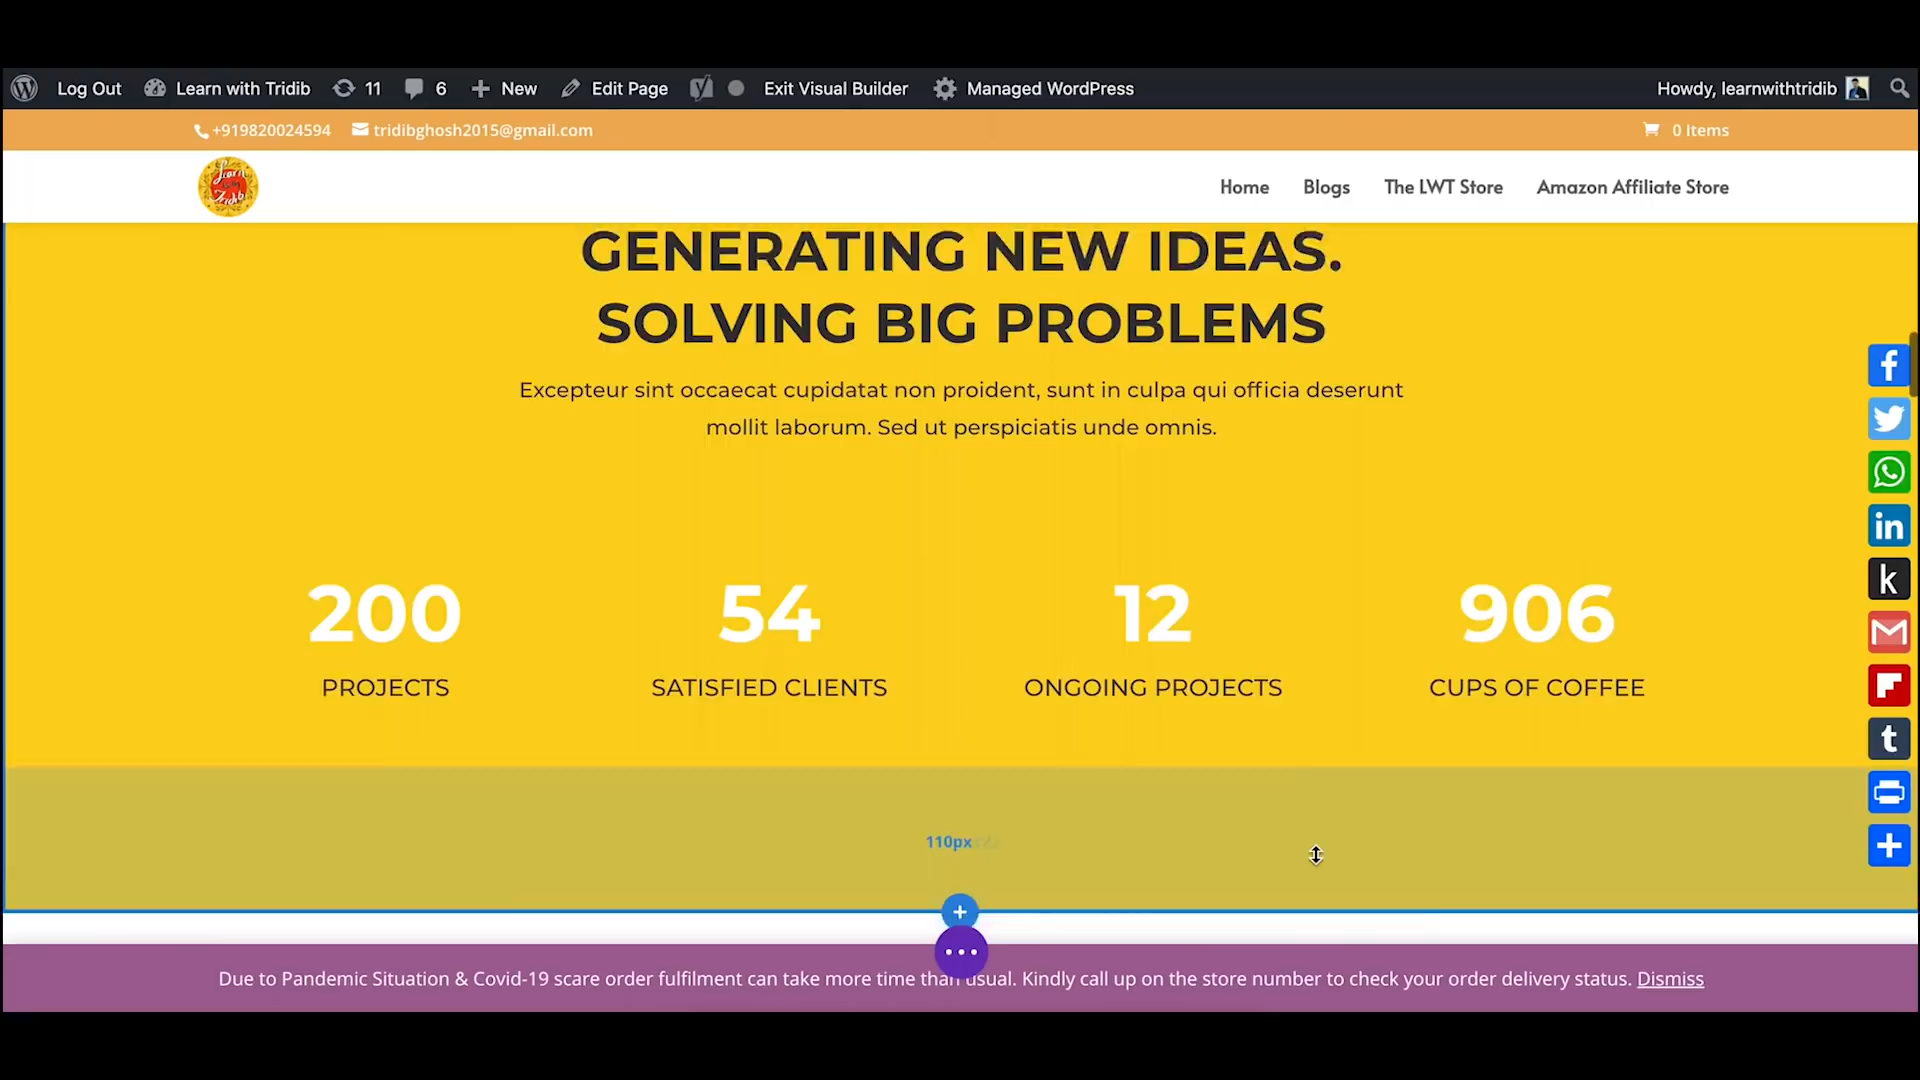 Log Out Learn with Tridib 11 6 New Edit Page Exit Visual Builder Managed WordPress Howdy, learnwithtridib
+919820024594 tridibghosh2015@gmail.com 0 Items
Learn with Tridib
Home Blogs The LWT Store Amazon Affiliate Store
GENERATING NEW IDEAS.
SOLVING BIG PROBLEMS
Excepteur sint occaecat cupidatat non proident, sunt in culpa qui officia deserunt
mollit laborum. Sed ut perspiciatis unde omnis.
200 54 12 906
PROJECTS SATISFIED CLIENTS ONGOING PROJECTS CUPS OF COFFEE
110px
Due to Pandemic Situation & Covid-19 scare order fulfilment can take more time than usual. Kindly call up on the store number to check your order delivery status. Dismiss